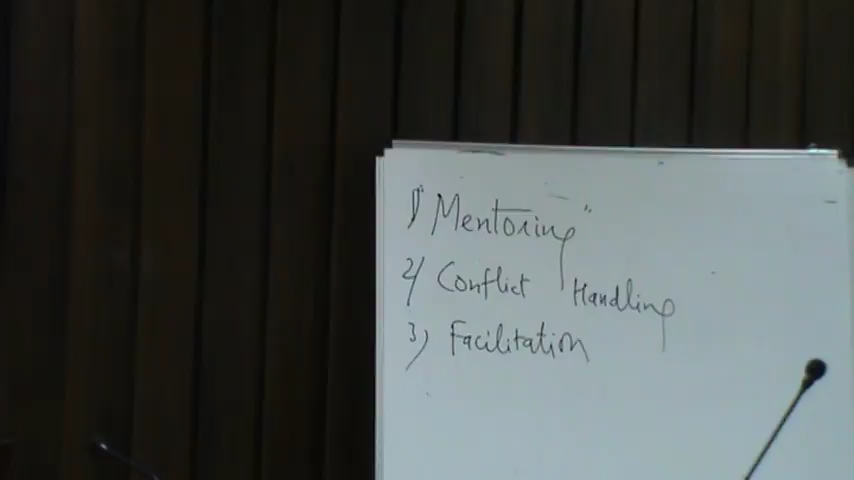 1) "Mentoring"
2) Conflict Handling
3) Facilitation